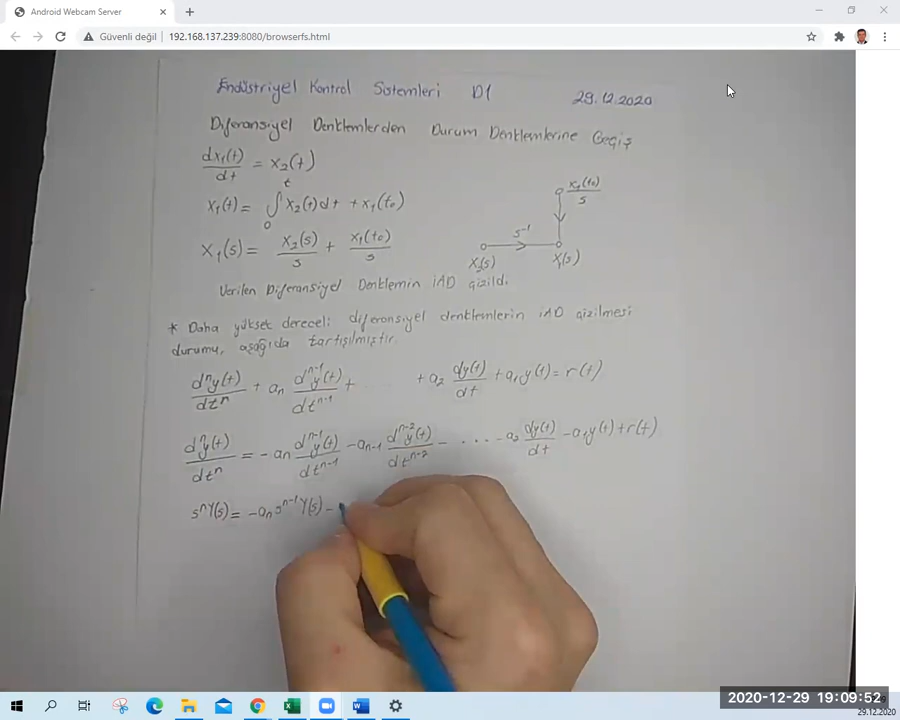 Android Webcam Server
Güvenli değil
192.168.137.239:8080/browserfs.html
Endüstriyel Kontrol Sistemleri D1 29.12.2020
Diferansiyel Denklemlerden Durum Denklemlerine Geçiş
dx₁(t)/dt = x₂(t)
x₁(t) = ∫₀ᵗ x₂(t)dt + x₁(t₀)
X₁(s) = X₂(s)/s + x₁(t₀)/s
x₁(t₀)/s
s⁻¹
X₂(s) X₁(s)
Verilen Diferansiyel Denklemin İAD çizildi.
* Daha yüksek dereceli diferansiyel denklemlerin İAD çizilmesi
durumu, aşağıda tartışılmıştır.
dⁿy(t)/dtⁿ + aₙ dⁿ⁻¹y(t)/dtⁿ⁻¹ + + a₂ dy(t)/dt + a₁y(t) = r(t)
dⁿy(t)/dtⁿ = -aₙ dⁿ⁻¹y(t)/dtⁿ⁻¹ - aₙ₋₁ dⁿ⁻²y(t)/dtⁿ⁻² - .... - a₂ dy(t)/dt - a₁y(t) + r(t)
sⁿY(s) = -aₙ sⁿ⁻¹Y(s) -
2020-12-29 19:09:52
29.12.2020